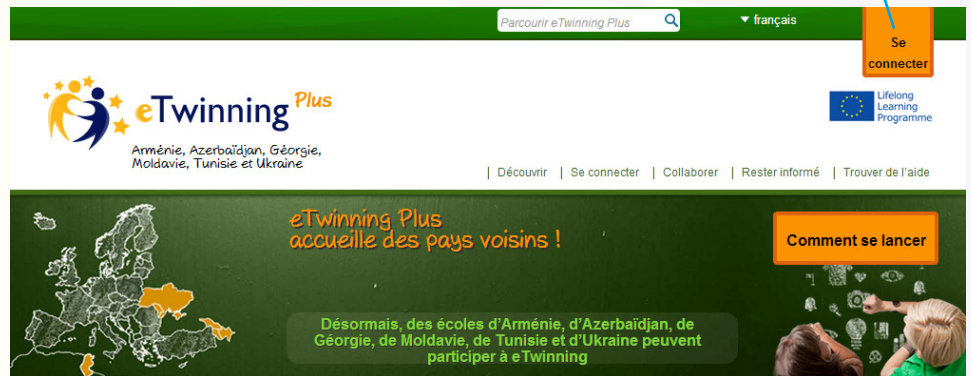 Parcourir eTwinning Plus
français
Se
connecter
eTwinning Plus
Arménie, Azerbaïdjan, Géorgie,
Moldavie, Tunisie et Ukraine
Lifelong
Learning
Programme
| Découvrir | Se connecter | Collaborer | Rester informé | Trouver de l'aide
eTwinning Plus
accueille des pays voisins !
Comment se lancer
Désormais, des écoles d'Arménie, d'Azerbaïdjan, de
Géorgie, de Moldavie, de Tunisie et d'Ukraine peuvent
participer à eTwinning